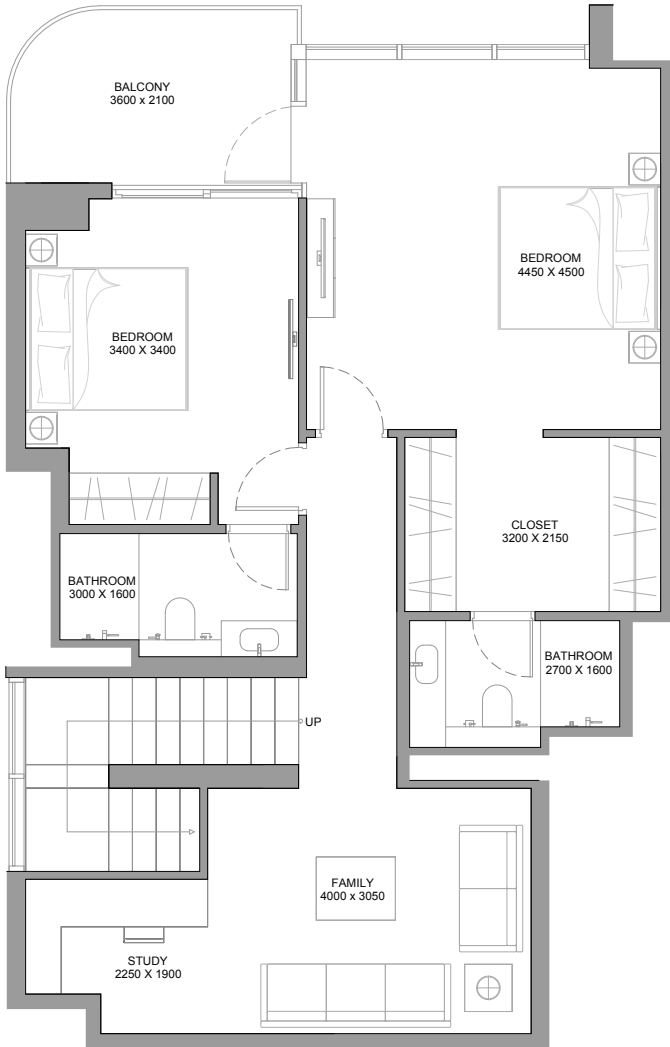 BALCONY
3600 x 2100
BEDROOM
4450 X 4500
BEDROOM
3400 X 3400
CLOSET
3200 X 2150
BATHROOM
3000 X 1600
BATHROOM
2700 X 1600
UP
FAMILY
4000 x 3050
STUDY
2250 X 1900